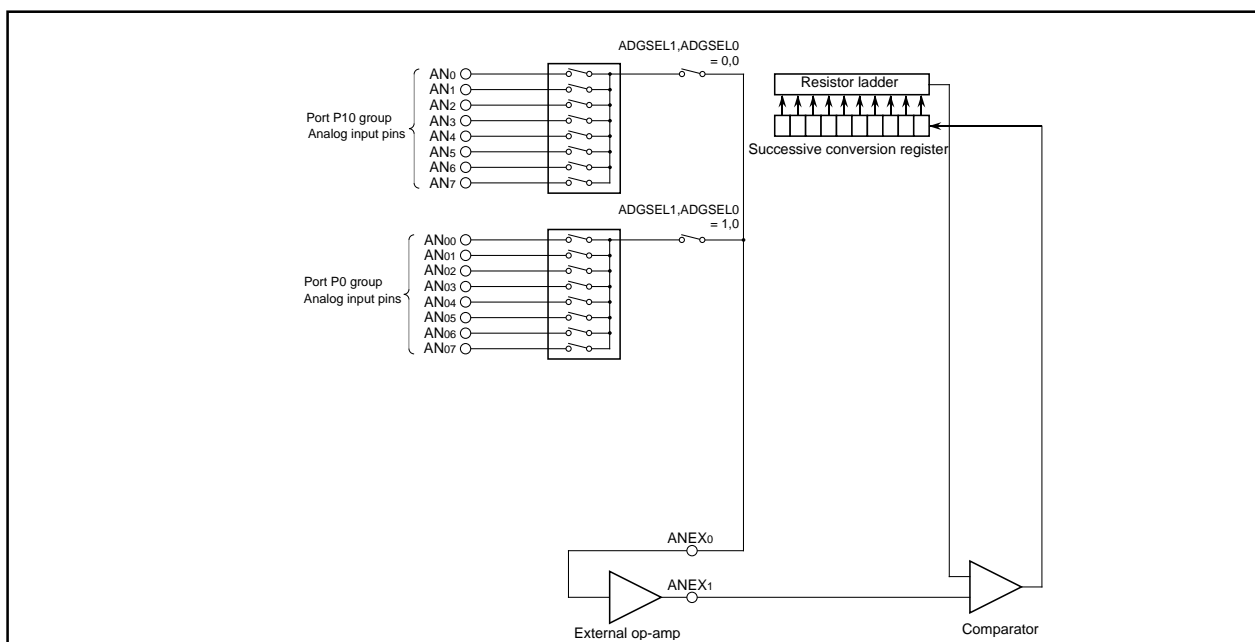 ADGSEL1,ADGSEL0
= 0,0
Port P10 group
Analog input pins
AN0
AN1
AN2
AN3
AN4
AN5
AN6
AN7
Resistor ladder
Successive conversion register
ADGSEL1,ADGSEL0
= 1,0
Port P0 group
Analog input pins
AN00
AN01
AN02
AN03
AN04
AN05
AN06
AN07
ANEX0
ANEX1
External op-amp
Comparator